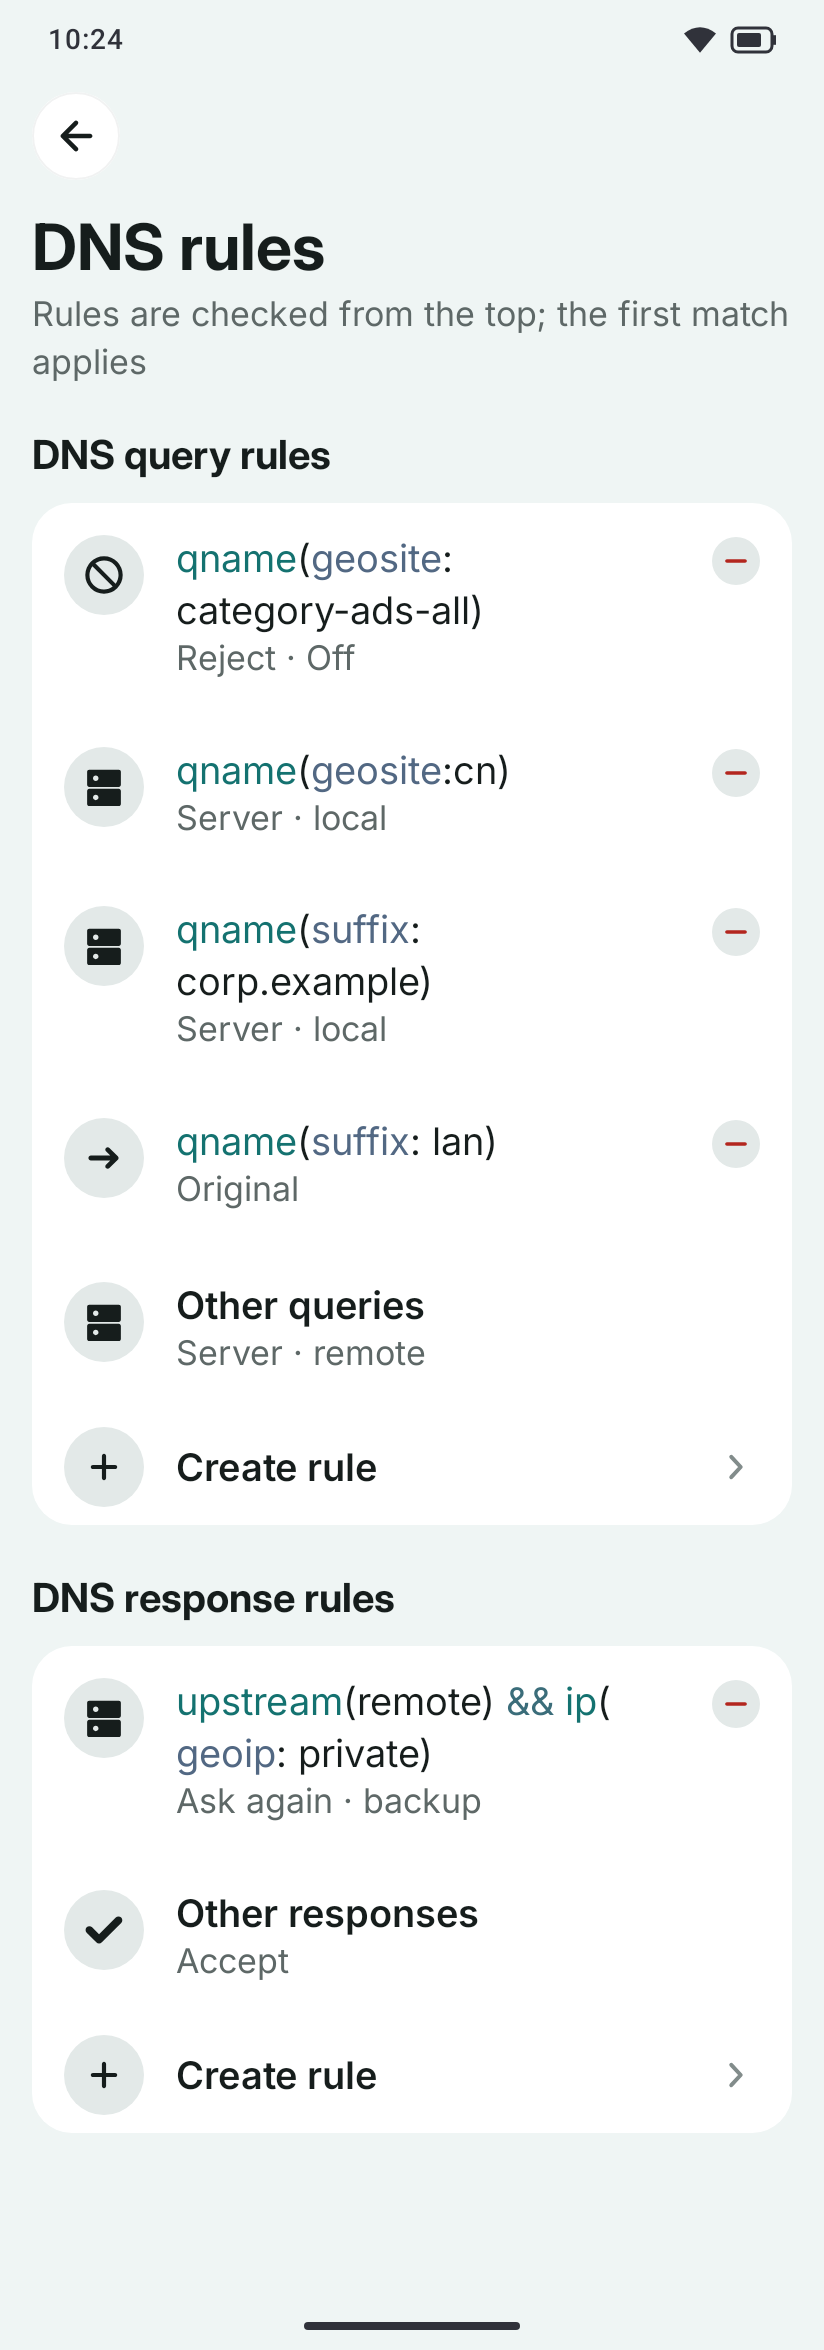 10:24
DNS rules
Rules are checked from the top; the first match
applies
DNS query rules
qname(geosite:
category-ads-all)
Reject · Off
qname(geosite:cn)
Server · local
qname(suffix:
corp.example)
Server · local
qname(suffix: lan)
Original
Other queries
Server · remote
Create rule
DNS response rules
upstream(remote) && ip(
geoip: private)
Ask again · backup
Other responses
Accept
Create rule